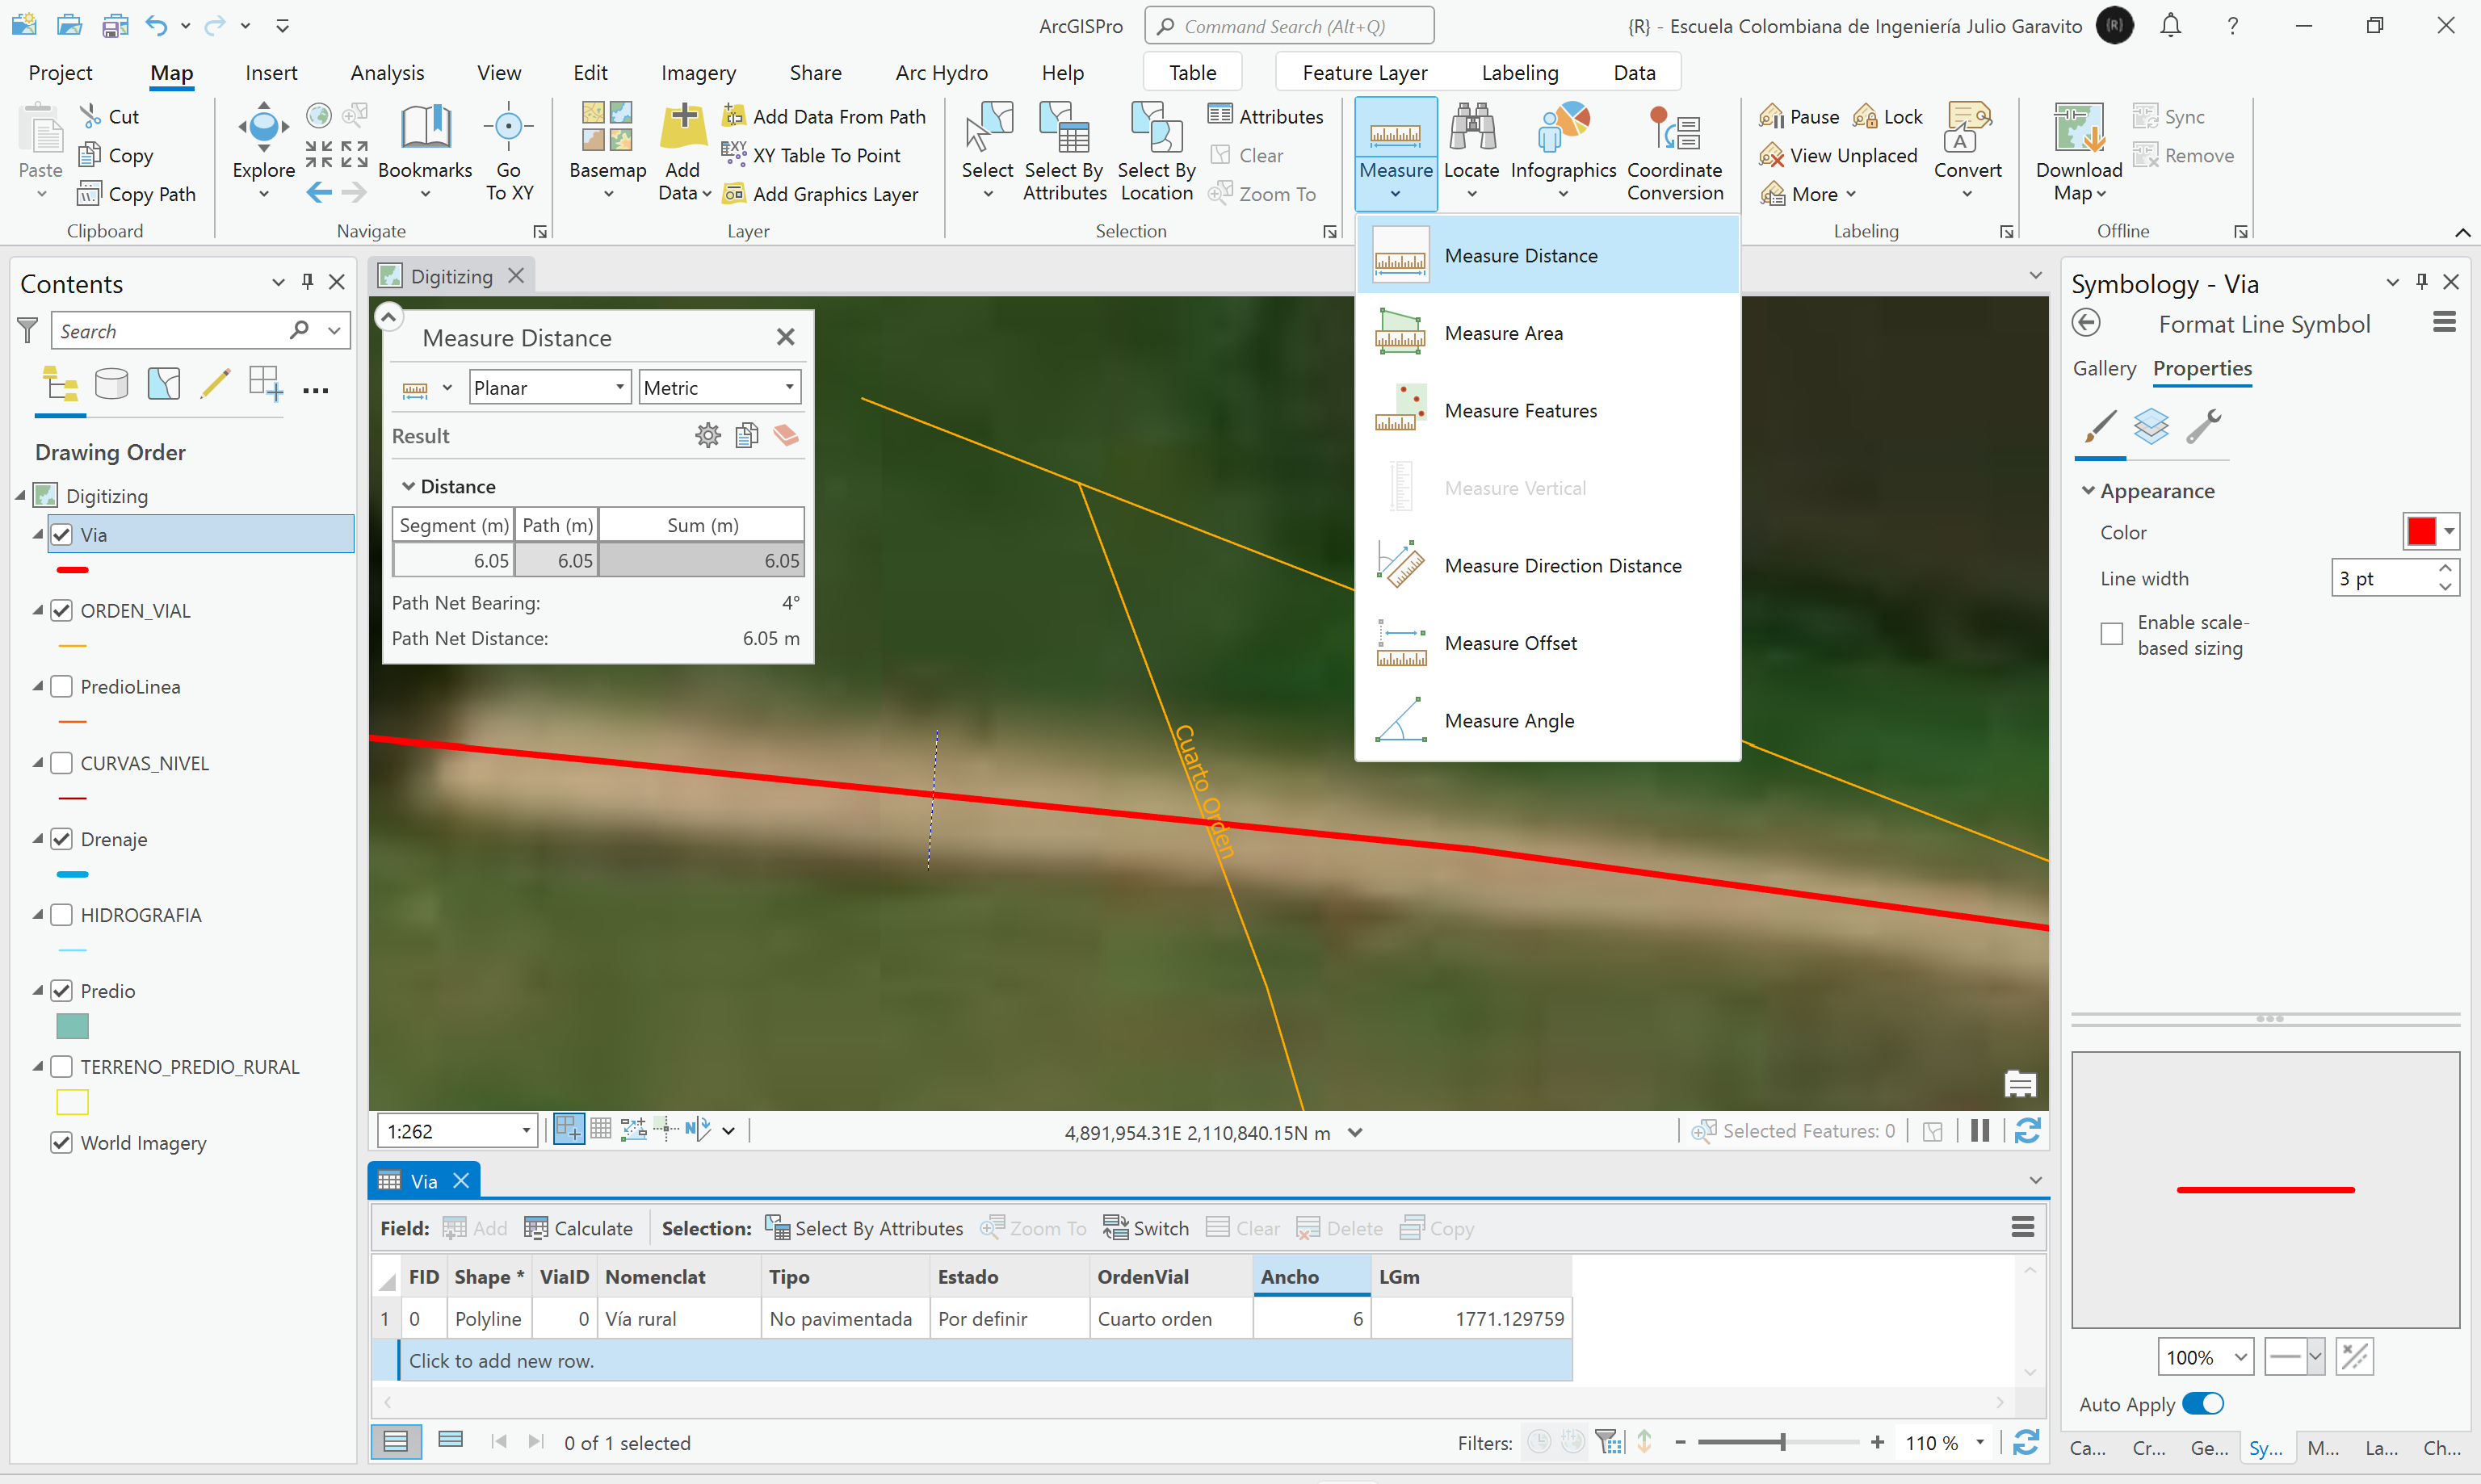 ArcGISPro
Command Search (Alt+Q)
{R} - Escuela Colombiana de Ingeniería Julio Garavito
{R}
?
Project Map Insert Analysis View Edit Imagery Share Arc Hydro Help Table Feature Layer Labeling Data
Paste
Cut
Copy
Copy Path
Clipboard
Explore
Bookmarks
Go
To XY
Navigate
Basemap
Add
Data
Add Data From Path
XY Table To Point
Add Graphics Layer
Layer
Select
Select By
Attributes
Select By
Location
Attributes
Clear
Zoom To
Selection
Measure
Locate
Infographics
Coordinate
Conversion
Pause
Lock
View Unplaced
More
Convert
Labeling
Download
Map
Sync
Remove
Offline
Measure Distance
Measure Area
Measure Features
Measure Vertical
Measure Direction Distance
Measure Offset
Measure Angle
Contents
Search
Drawing Order
Digitizing
Via
ORDEN_VIAL
PredioLinea
CURVAS_NIVEL
Drenaje
HIDROGRAFIA
Predio
TERRENO_PREDIO_RURAL
World Imagery
Digitizing
Measure Distance
Planar
Metric
Result
Distance
Segment (m) Path (m) Sum (m)
6.05 6.05 6.05
Path Net Bearing: 4°
Path Net Distance: 6.05 m
Cuarto Orden
1:262
4,891,954.31E 2,110,840.15N m
Selected Features: 0
Via
Field: Add Calculate Selection: Select By Attributes Zoom To Switch Clear Delete Copy
FID Shape * ViaID Nomenclat Tipo Estado OrdenVial Ancho LGm
1 0 Polyline 0 Vía rural No pavimentada Por definir Cuarto orden 6 1771.129759
Click to add new row.
0 of 1 selected
Filters:
110 %
Symbology - Via
Format Line Symbol
Gallery Properties
Appearance
Color
Line width 3 pt
Enable scale-
based sizing
100%
Auto Apply
Ca... Cr... Ge... Sy... M... La... Ch...